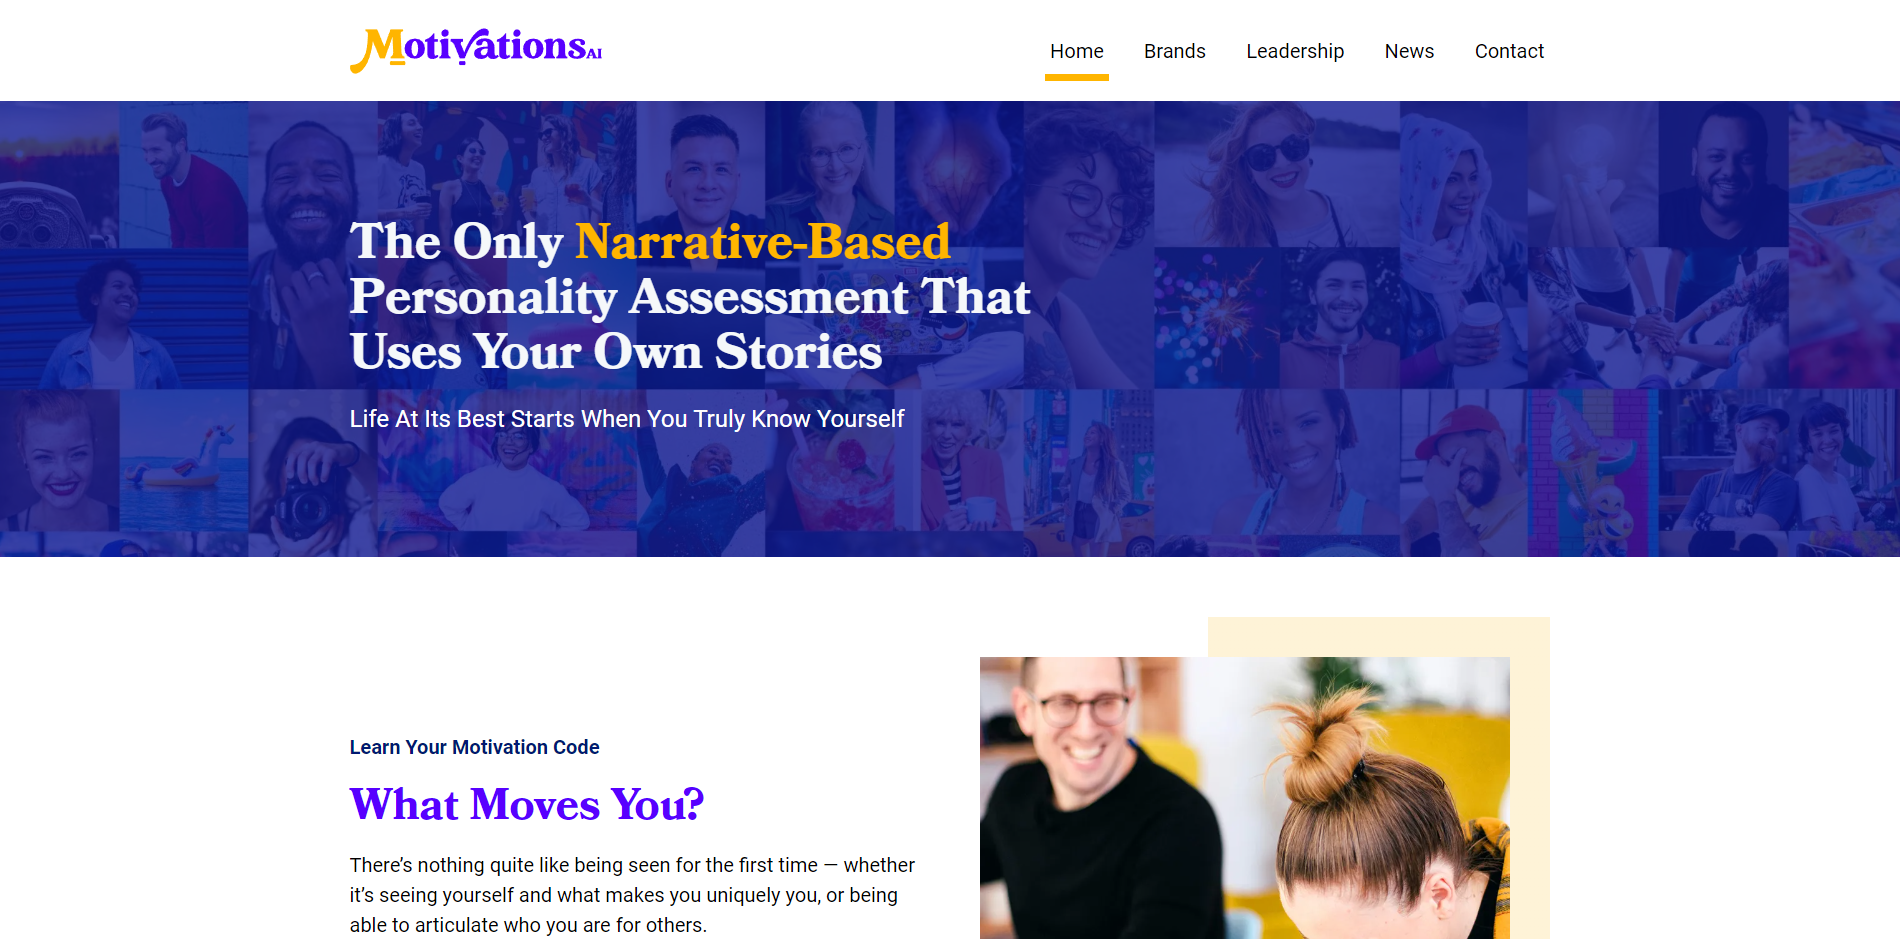 MotivationsAI
Home
Brands
Leadership
News
Contact
The Only Narrative-Based
Personality Assessment That
Uses Your Own Stories
Life At Its Best Starts When You Truly Know Yourself
Learn Your Motivation Code
What Moves You?
There’s nothing quite like being seen for the first time — whether
it’s seeing yourself and what makes you uniquely you, or being
able to articulate who you are for others.